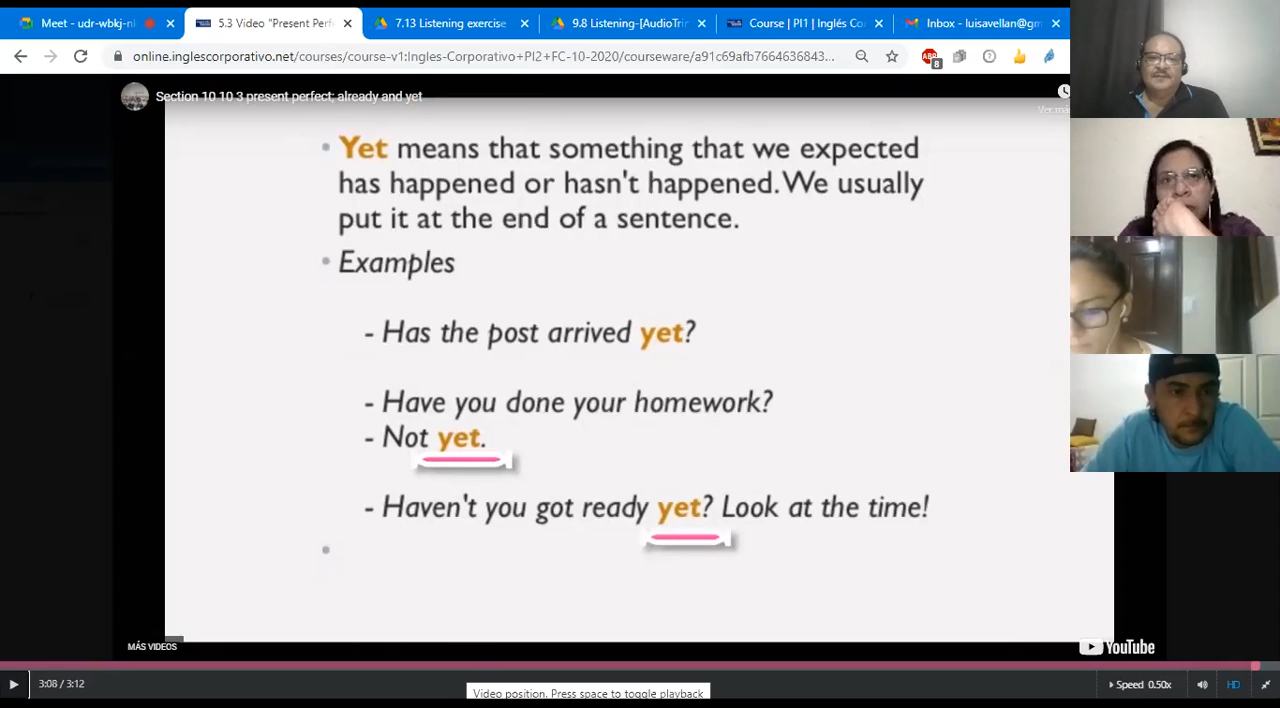 Meet - udr-wbkj-n
5.3 Video "Present Perf
7.13 Listening exercise
9.8 Listening-[AudioTri
Course | PI1 | Inglés Co
Inbox - luisavellan@gm
online.inglescorporativo.net/courses/course-v1:Ingles-Corporativo+PI2+FC-10-2020/courseware/a91c69afb7664636843...
8
Section 10 10 3 present perfect; already and yet
Ver má
• Yet means that something that we expected
has happened or hasn't happened. We usually
put it at the end of a sentence.
• Examples
- Has the post arrived yet?
- Have you done your homework?
- Not yet.
- Haven't you got ready yet? Look at the time!
•
MÁS VIDEOS
YouTube
3:08 / 3:12
Video position. Press space to toggle playback
Speed 0.50x
HD